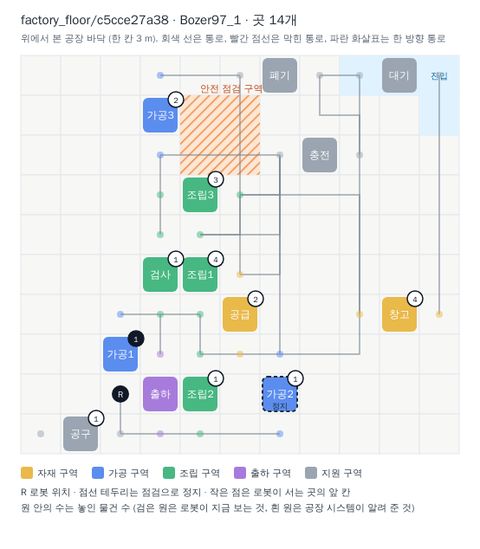 factory_floor/c5cce27a38 · Bozer97_1 · 곳 14개
위에서 본 공장 바닥 (한 칸 3 m). 회색 선은 통로, 빨간 점선은 막힌 통로, 파란 화살표는 한 방향 통로
폐기
대기
진입
안전 점검 구역
가공3
2
충전
조립3
3
검사
1
조립1
4
공급
2
창고
4
가공1
1
R
출하
조립2
1
가공2
1
정지
공구
1
자재 구역
가공 구역
조립 구역
출하 구역
지원 구역
R 로봇 위치 · 점선 테두리는 점검으로 정지 · 작은 점은 로봇이 서는 곳의 앞 칸
원 안의 수는 놓인 물건 수 (검은 원은 로봇이 지금 보는 것, 흰 원은 공장 시스템이 알려 준 것)